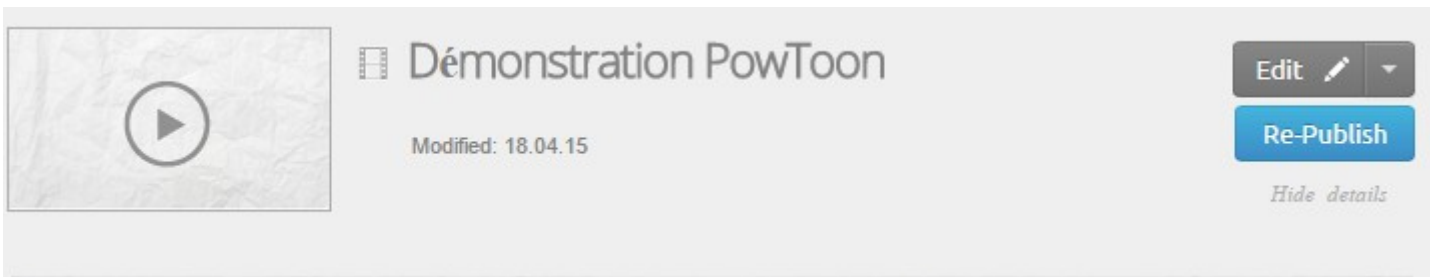 Démonstration PowToon
Edit
Modified: 18.04.15
Re-Publish
Hide details